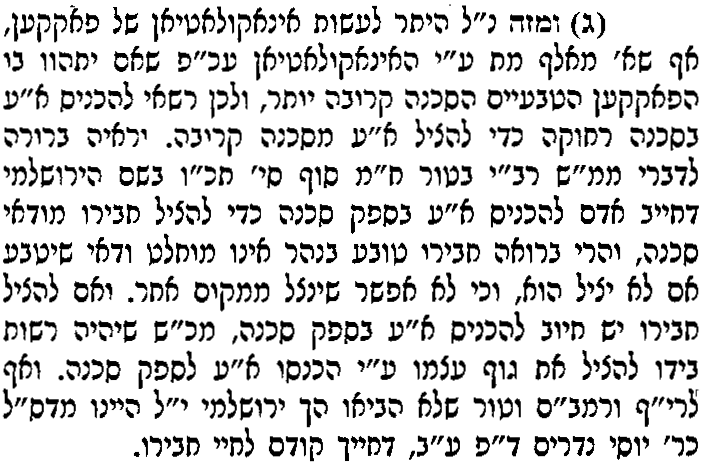 (ג) ומזה נ"ל היתר לעשות אינאקולאטיאן של פאקקען,
אף שא' מאלף מת ע"י האינאקולאטיאן עכ"פ שאם יתהוו בו
הפאקקען הטבעיים הסכנה קרובה יותר, ולכן רשאי להכניס א"ע
בסכנה רחוקה כדי להציל א"ע מסכנה קרובה. וראיה ברורה
לדברי ממ"ש רב"י בטור ח"מ סוף סי' תכ"ו בשם הירושלמי
דחייב אדם להכניס א"ע בספק סכנה כדי להציל חבירו מודאי
סכנה, והרי ברואה חבירו טובע בנהר אינו מוחלט ודאי שיטבע
אם לא יציל הוא, וכי לא אפשר שינצל ממקום אחר. ואם להציל
חבירו יש חיוב להכניס א"ע בספק סכנה, מכ"ש שיהיה רשות
בידו להציל את גוף עצמו ע"י הכנסו א"ע לספק סכנה. ואף
לרי"ף ורמב"ם וטור שלא הביאו הך ירושלמי י"ל היינו מדס"ל
כר' יוסי נדרים ד"פ ע"ב, דחייך קודם לחיי חבירו.